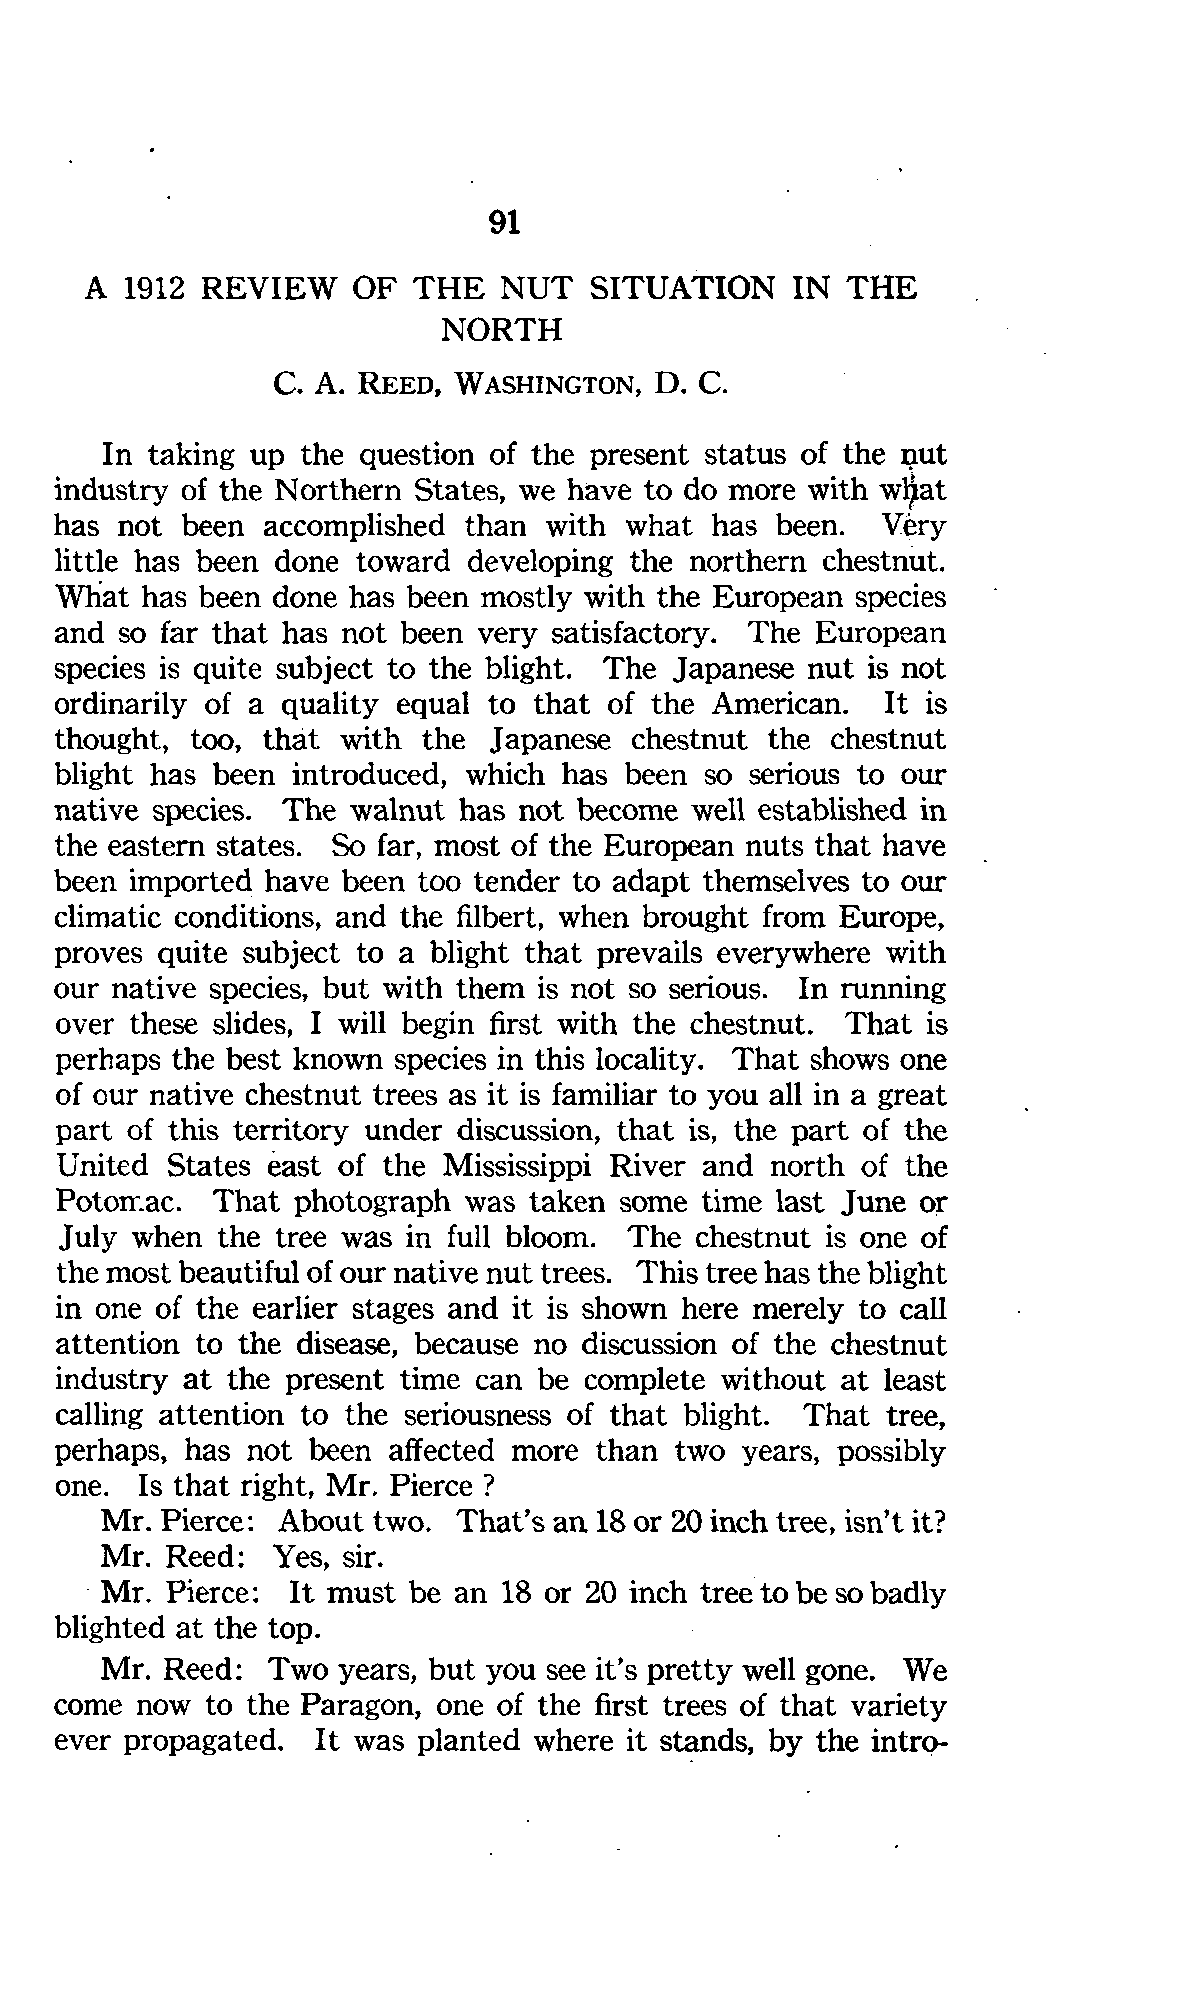 91
A 1912 REVIEW OF THE NUT SITUATION IN THE
NORTH
C. A. REED, WASHINGTON, D. C.
In taking up the question of the present status of the nut
industry of the Northern States, we have to do more with what
has not been accomplished than with what has been. Very
little has been done toward developing the northern chestnut.
What has been done has been mostly with the European species
and so far that has not been very satisfactory. The European
species is quite subject to the blight. The Japanese nut is not
ordinarily of a quality equal to that of the American. It is
thought, too, that with the Japanese chestnut the chestnut
blight has been introduced, which has been so serious to our
native species. The walnut has not become well established in
the eastern states. So far, most of the European nuts that have
been imported have been too tender to adapt themselves to our
climatic conditions, and the filbert, when brought from Europe,
proves quite subject to a blight that prevails everywhere with
our native species, but with them is not so serious. In running
over these slides, I will begin first with the chestnut. That is
perhaps the best known species in this locality. That shows one
of our native chestnut trees as it is familiar to you all in a great
part of this territory under discussion, that is, the part of the
United States east of the Mississippi River and north of the
Potomac. That photograph was taken some time last June or
July when the tree was in full bloom. The chestnut is one of
the most beautiful of our native nut trees. This tree has the blight
in one of the earlier stages and it is shown here merely to call
attention to the disease, because no discussion of the chestnut
industry at the present time can be complete without at least
calling attention to the seriousness of that blight. That tree,
perhaps, has not been affected more than two years, possibly
one. Is that right, Mr. Pierce ?
Mr. Pierce: About two. That's an 18 or 20 inch tree, isn't it?
Mr. Reed: Yes, sir.
Mr. Pierce: It must be an 18 or 20 inch tree to be so badly
blighted at the top.
Mr. Reed: Two years, but you see it's pretty well gone. We
come now to the Paragon, one of the first trees of that variety
ever propagated. It was planted where it stands, by the intro-